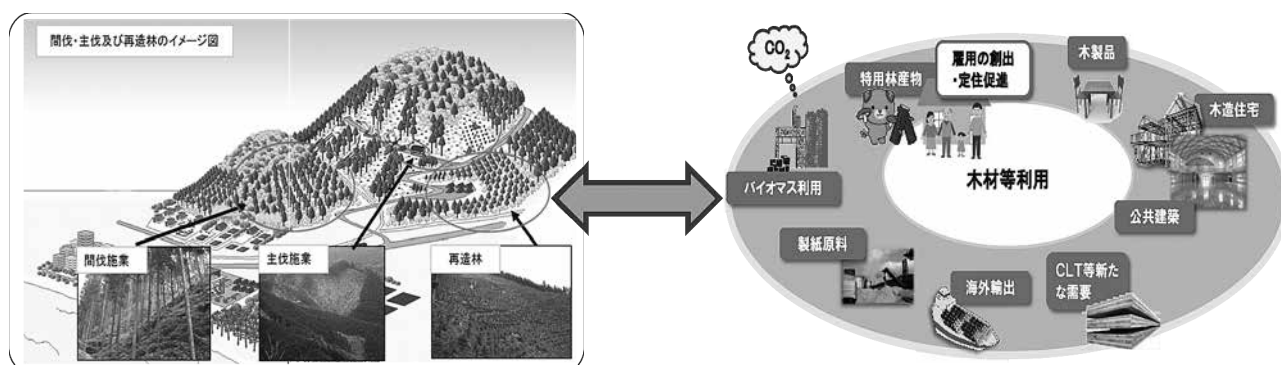 間伐・主伐及び再造林のイメージ図
間伐施業
主伐施業
再造林
CO2
特用林産物
雇用の創出
・定住促進
木製品
木造住宅
バイオマス利用
木材等利用
公共建築
製紙原料
海外輸出
CLT等新た
な需要